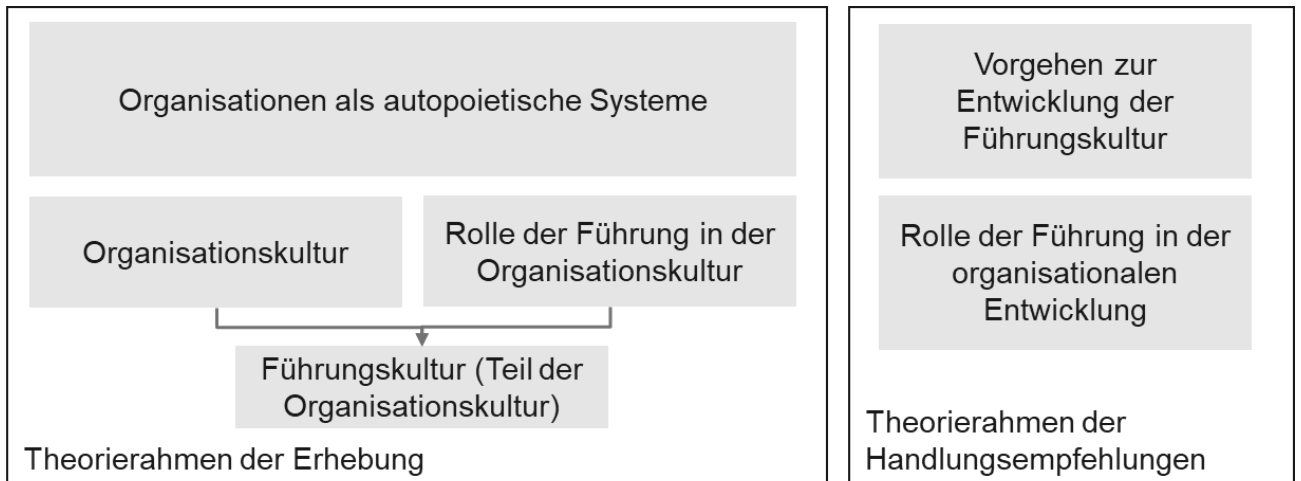 Organisationen als autopoietische Systeme
Organisationskultur
Rolle der Führung in der
Organisationskultur
Führungskultur (Teil der
Organisationskultur)
Theorierahmen der Erhebung
Vorgehen zur
Entwicklung der
Führungskultur
Rolle der Führung in der
organisationalen
Entwicklung
Theorierahmen der
Handlungsempfehlungen